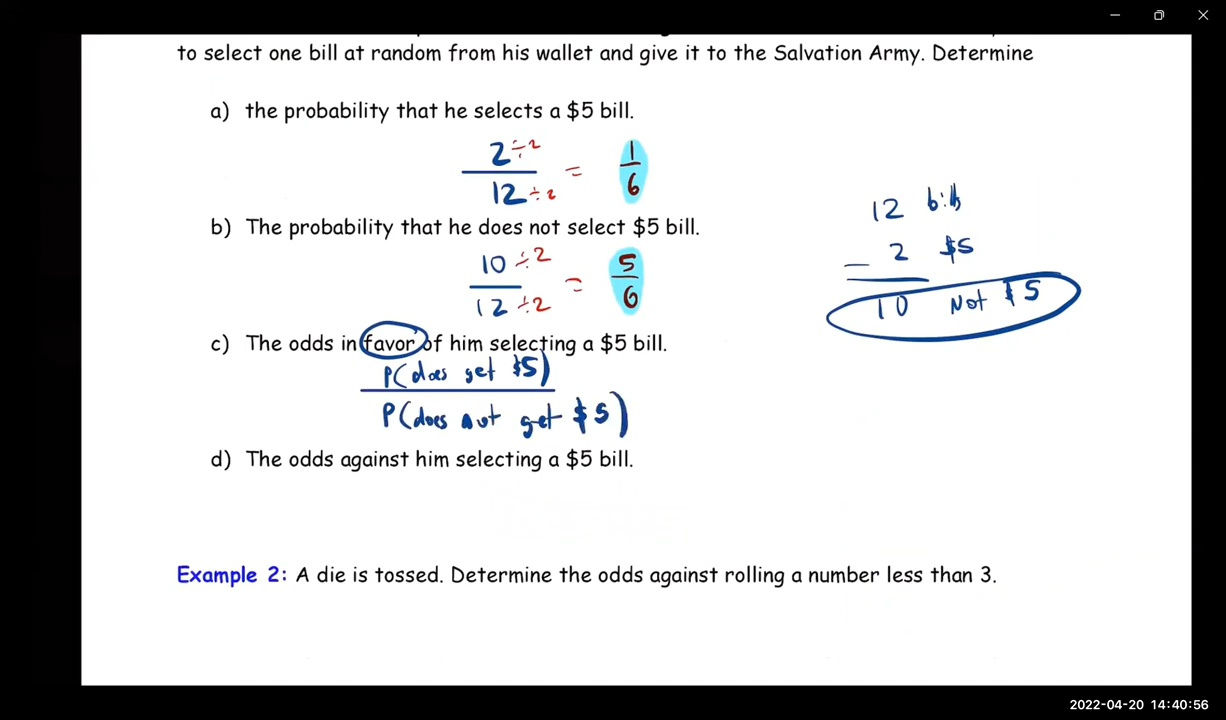 to select one bill at random from his wallet and give it to the Salvation Army. Determine
a) the probability that he selects a $5 bill.
2 ÷2
12 ÷2
=
1
6
12 bills
b) The probability that he does not select $5 bill.
2 $5
10 ÷2
12 ÷2
=
5
6
10 Not $5
c) The odds in favor of him selecting a $5 bill.
P(does get $5)
P(does not get $5)
d) The odds against him selecting a $5 bill.
Example 2: A die is tossed. Determine the odds against rolling a number less than 3.
2022-04-20 14:40:56